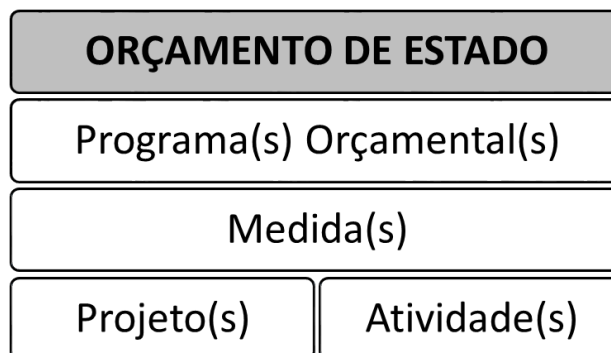 ORÇAMENTO DE ESTADO
Programa(s) Orçamental(s)
Medida(s)
Projeto(s)
Atividade(s)